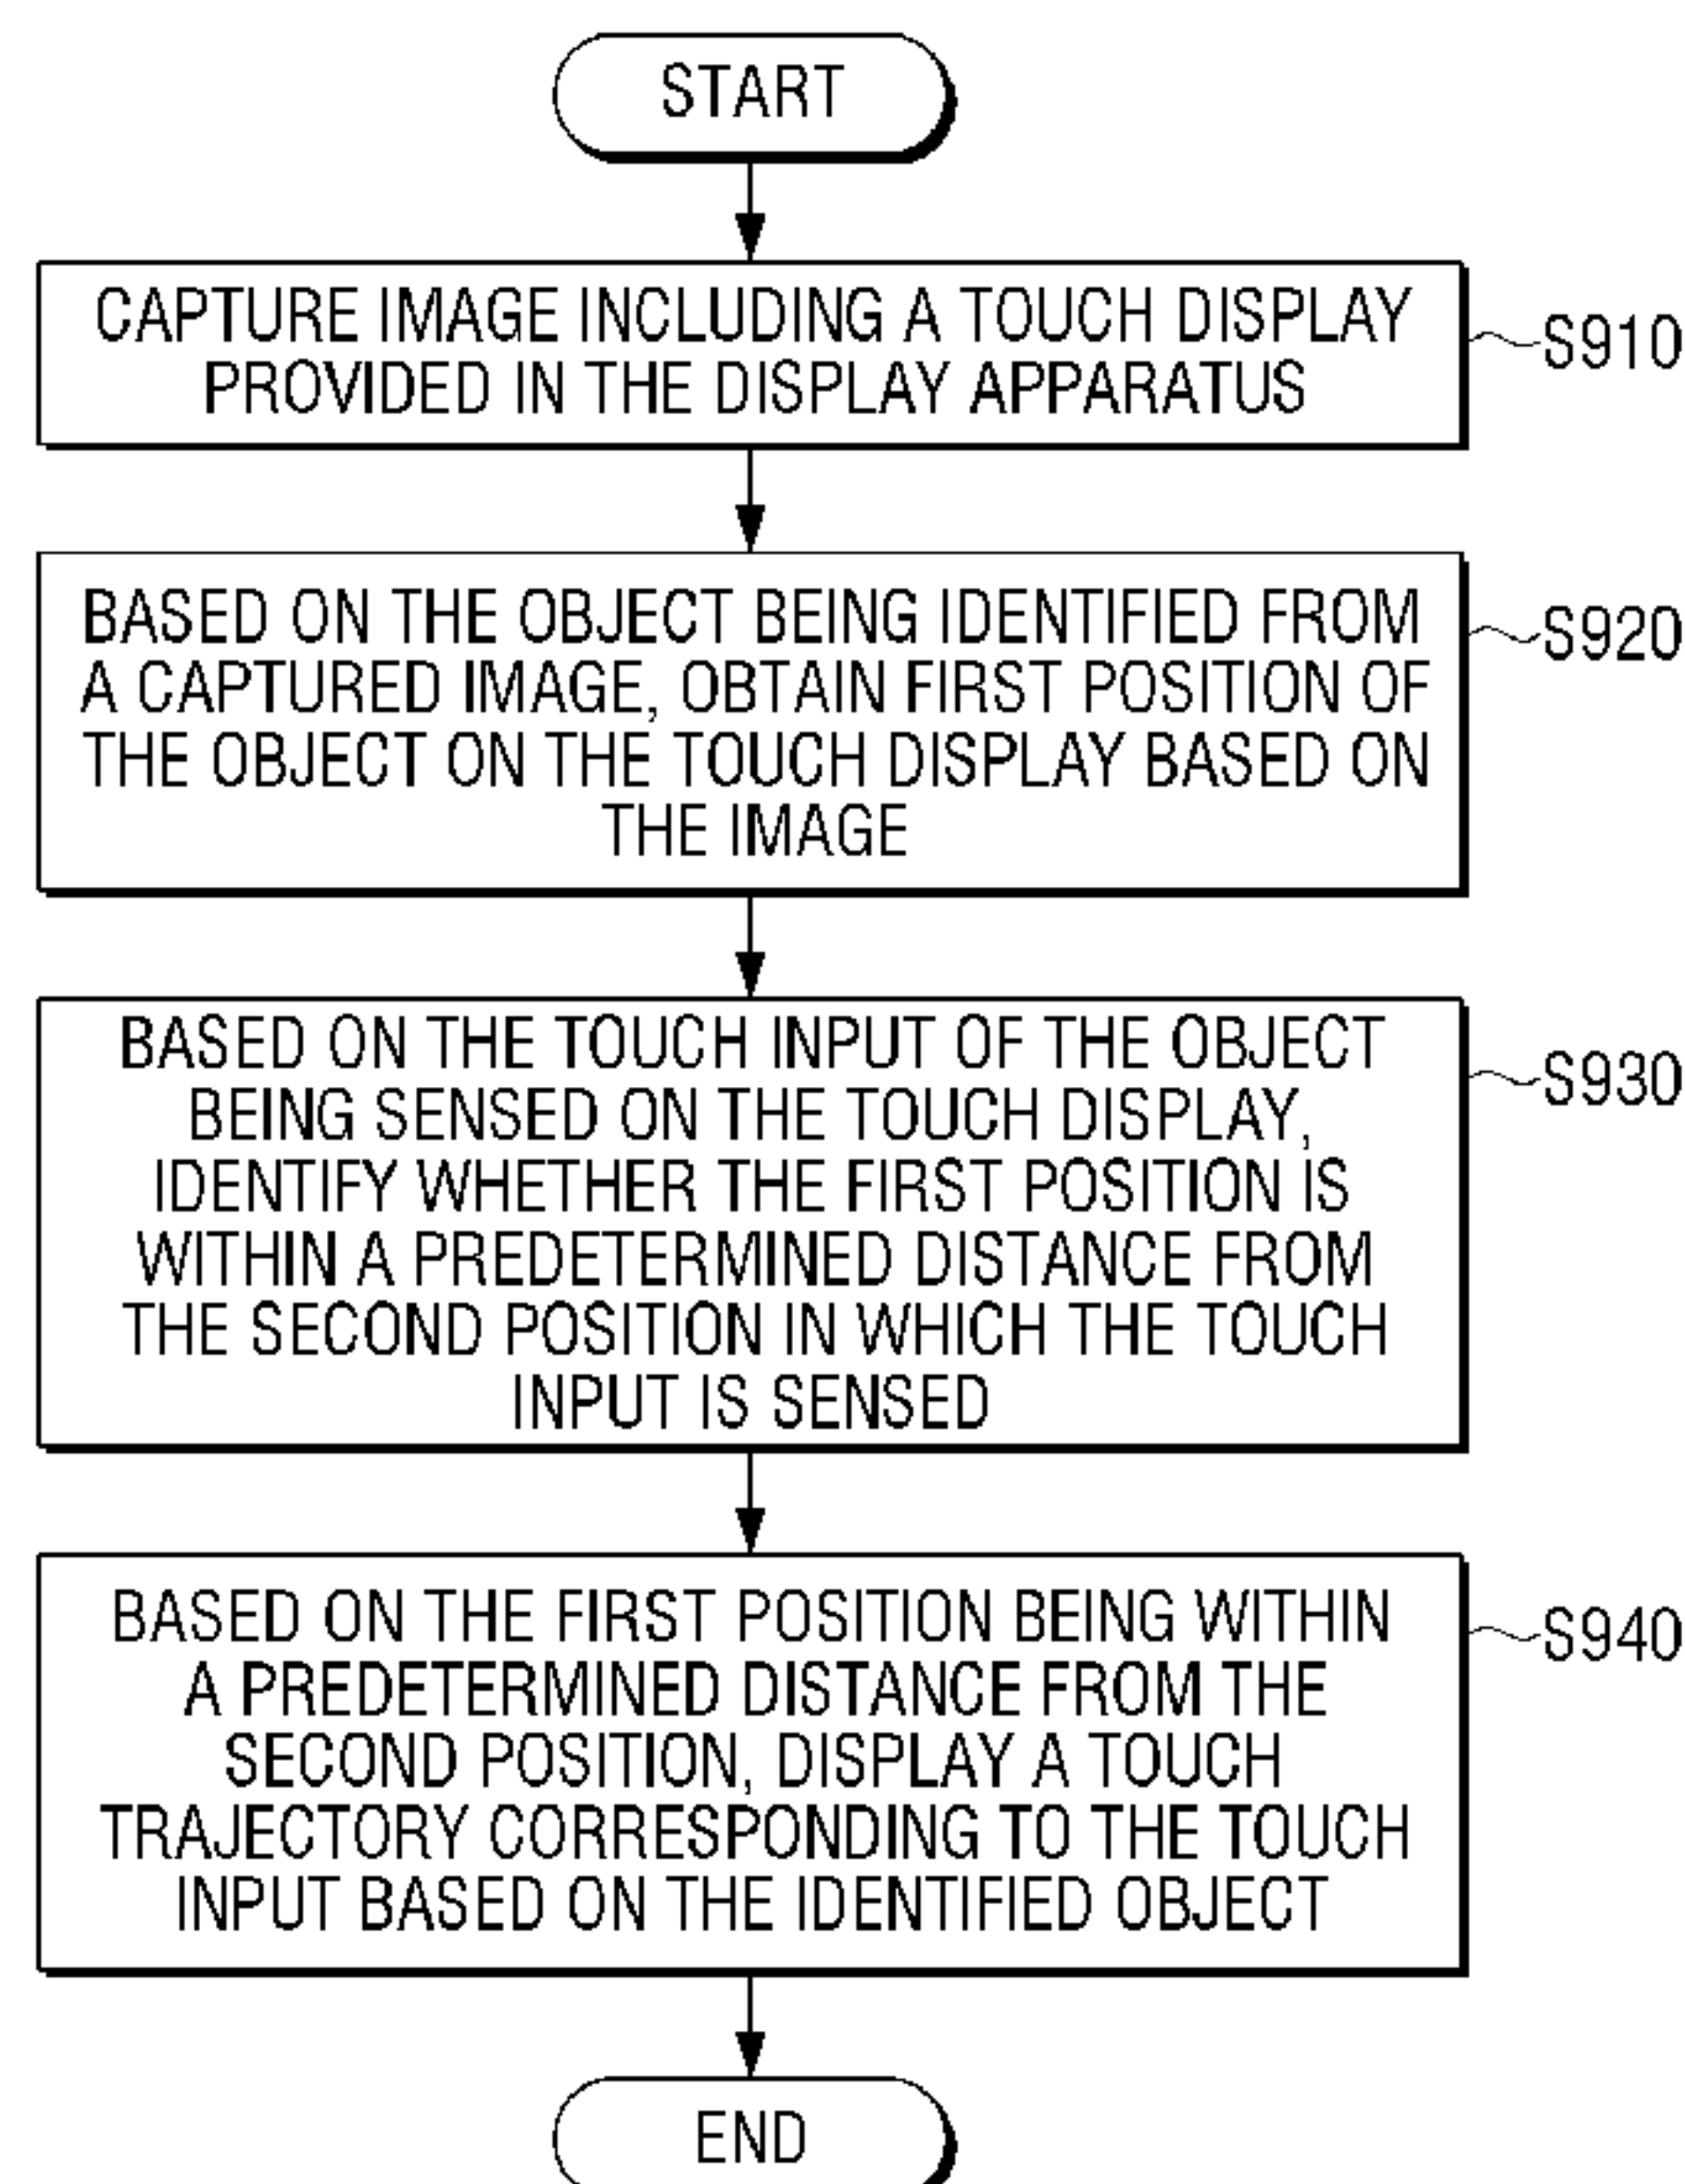 START
CAPTURE IMAGE INCLUDING A TOUCH DISPLAY
PROVIDED IN THE DISPLAY APPARATUS
S910
BASED ON THE OBJECT BEING IDENTIFIED FROM
A CAPTURED IMAGE, OBTAIN FIRST POSITION OF
THE OBJECT ON THE TOUCH DISPLAY BASED ON
THE IMAGE
S920
BASED ON THE TOUCH INPUT OF THE OBJECT
BEING SENSED ON THE TOUCH DISPLAY,
IDENTIFY WHETHER THE FIRST POSITION IS
WITHIN A PREDETERMINED DISTANCE FROM
THE SECOND POSITION IN WHICH THE TOUCH
INPUT IS SENSED
S930
BASED ON THE FIRST POSITION BEING WITHIN
A PREDETERMINED DISTANCE FROM THE
SECOND POSITION, DISPLAY A TOUCH
TRAJECTORY CORRESPONDING TO THE TOUCH
INPUT BASED ON THE IDENTIFIED OBJECT
S940
END